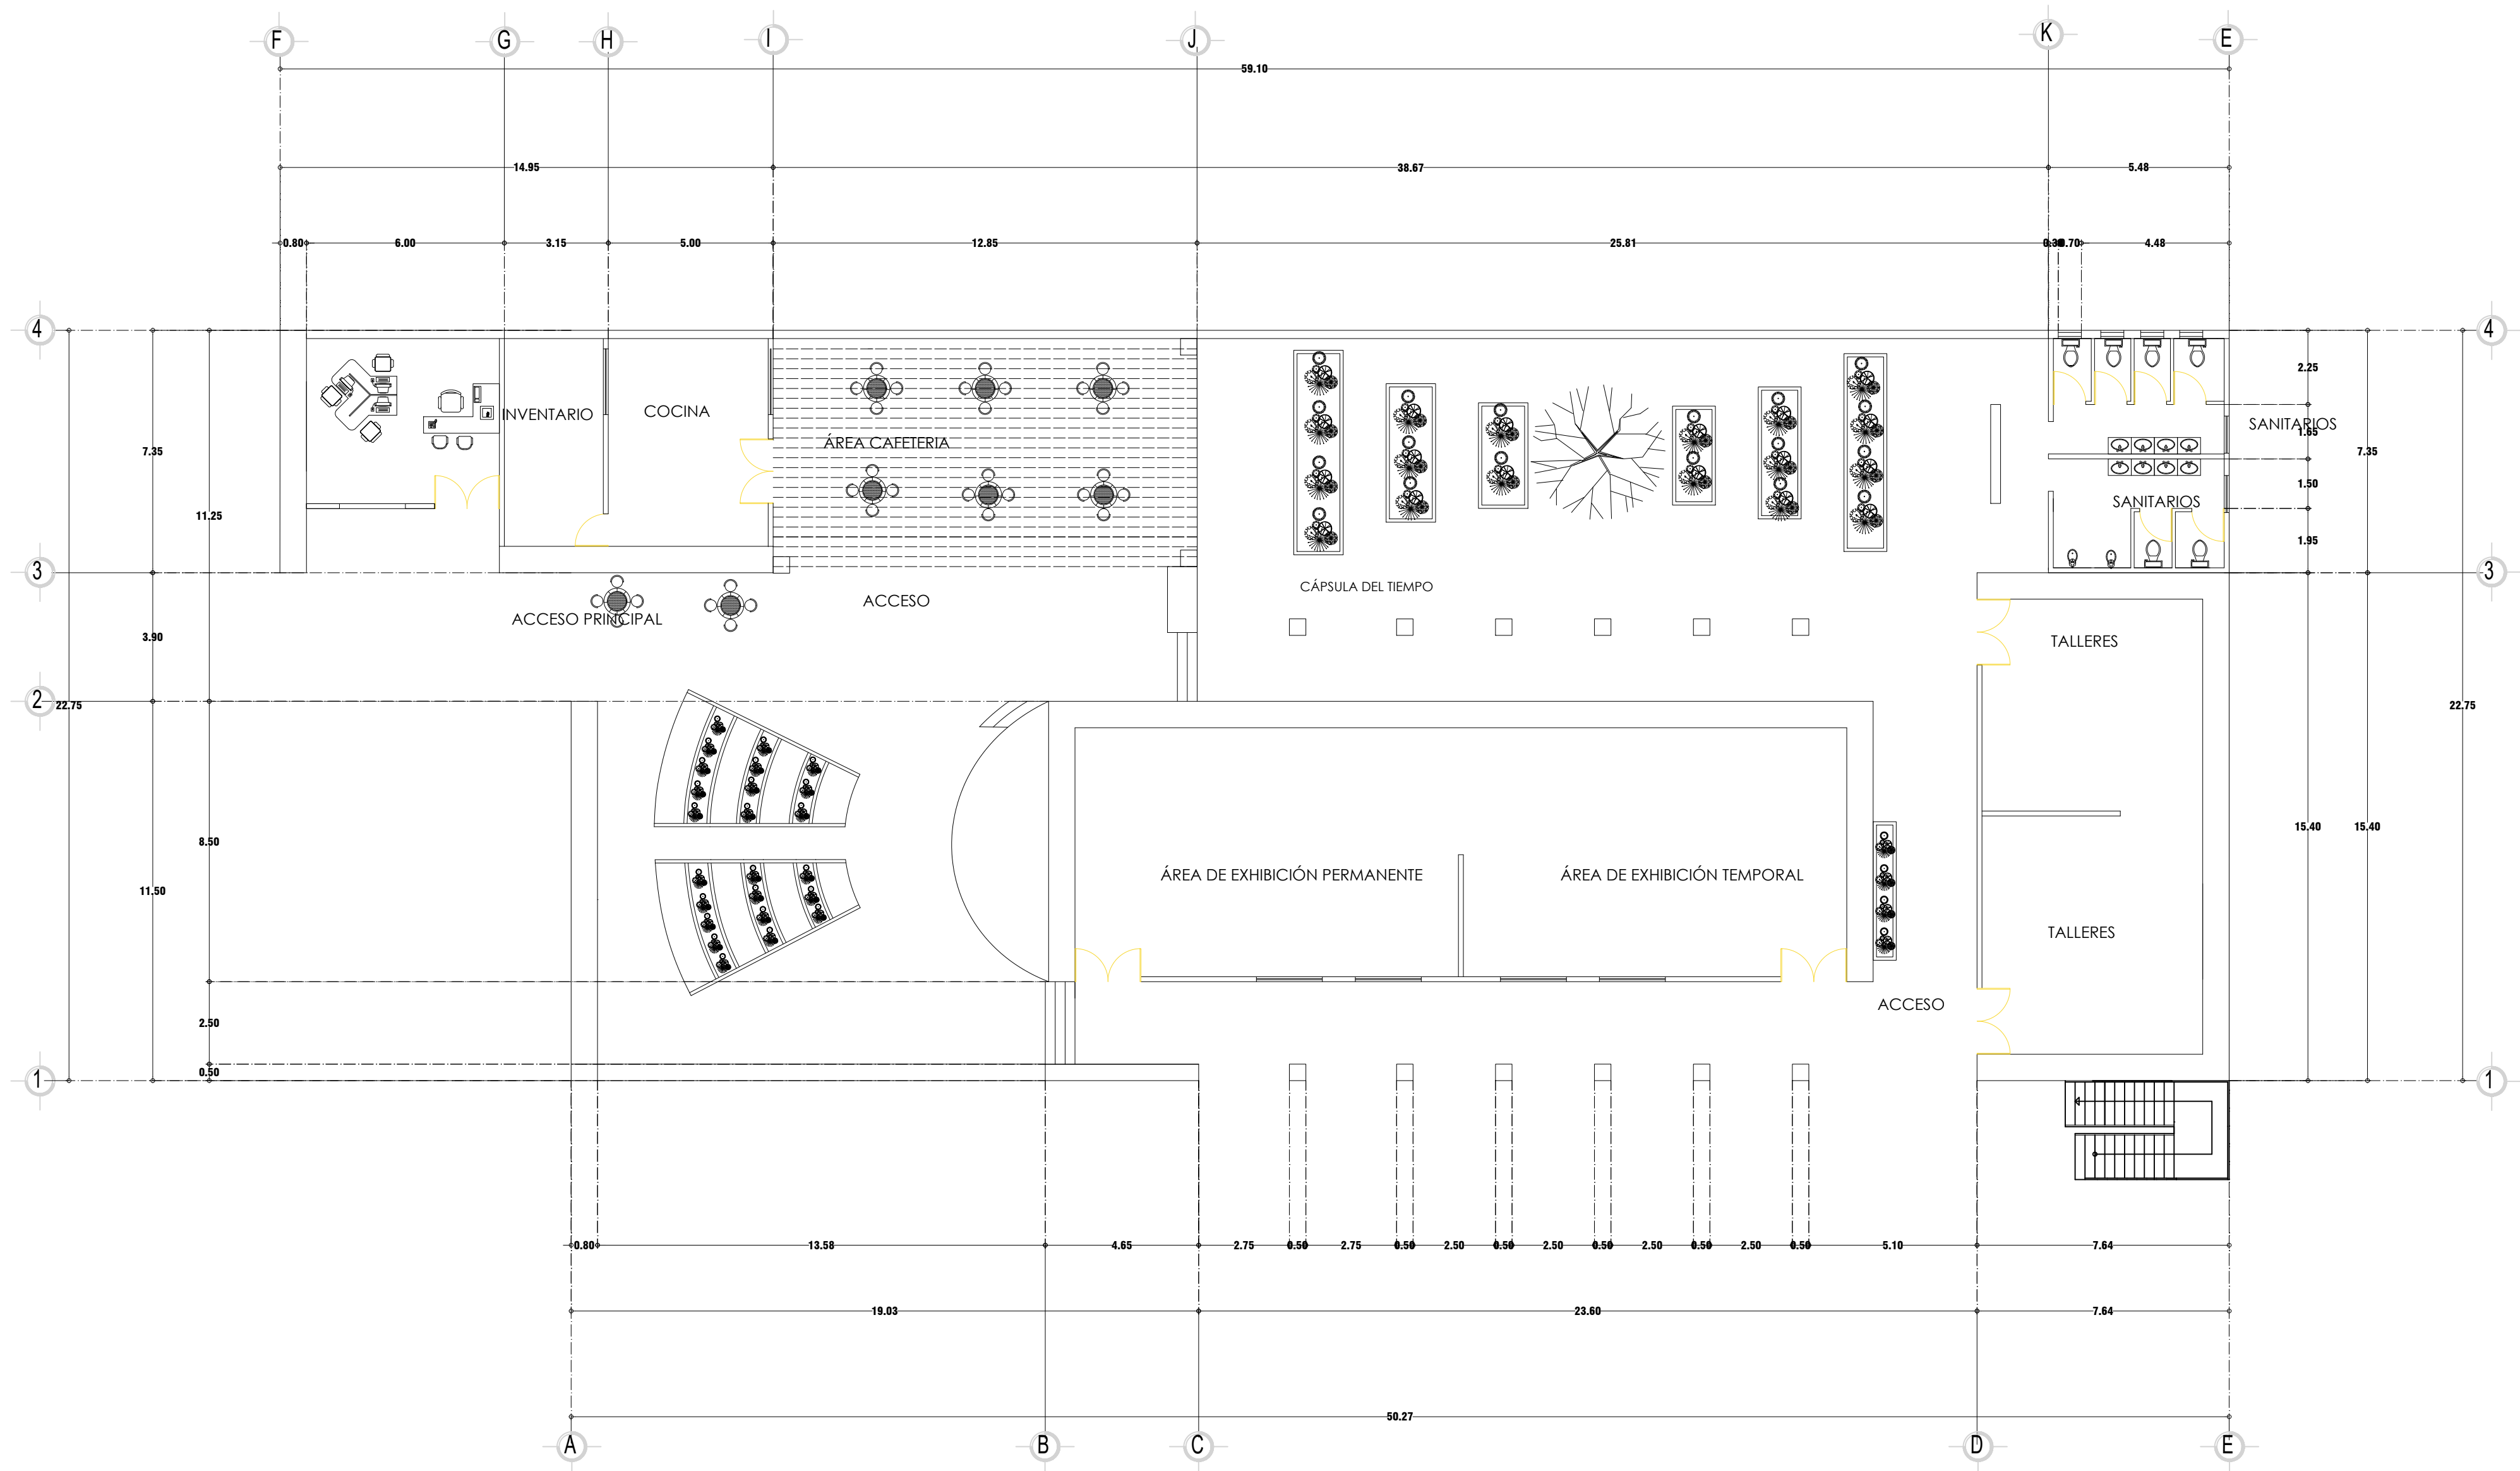 F G H I J K E
59.10
14.95 38.67 5.48
0.80 6.00 3.15 5.00 12.85 25.81 0.30 0.70 4.48
4 4
2.25
INVENTARIO COCINA
ÁREA CAFETERIA
SANITARIOS
1.65
7.35 7.35
1.50
SANITARIOS
11.25
1.95
3 3
CÁPSULA DEL TIEMPO
ACCESO
ACCESO PRINCIPAL
3.90
TALLERES
2
22.75 22.75
15.40 15.40
8.50
ÁREA DE EXHIBICIÓN PERMANENTE ÁREA DE EXHIBICIÓN TEMPORAL
11.50
TALLERES
ACCESO
2.50
0.50
1 1
0.80 13.58 4.65 2.75 0.50 2.75 0.50 2.50 0.50 2.50 0.50 2.50 0.50 2.50 0.50 5.10 7.64
19.03 23.60 7.64
50.27
A B C D E